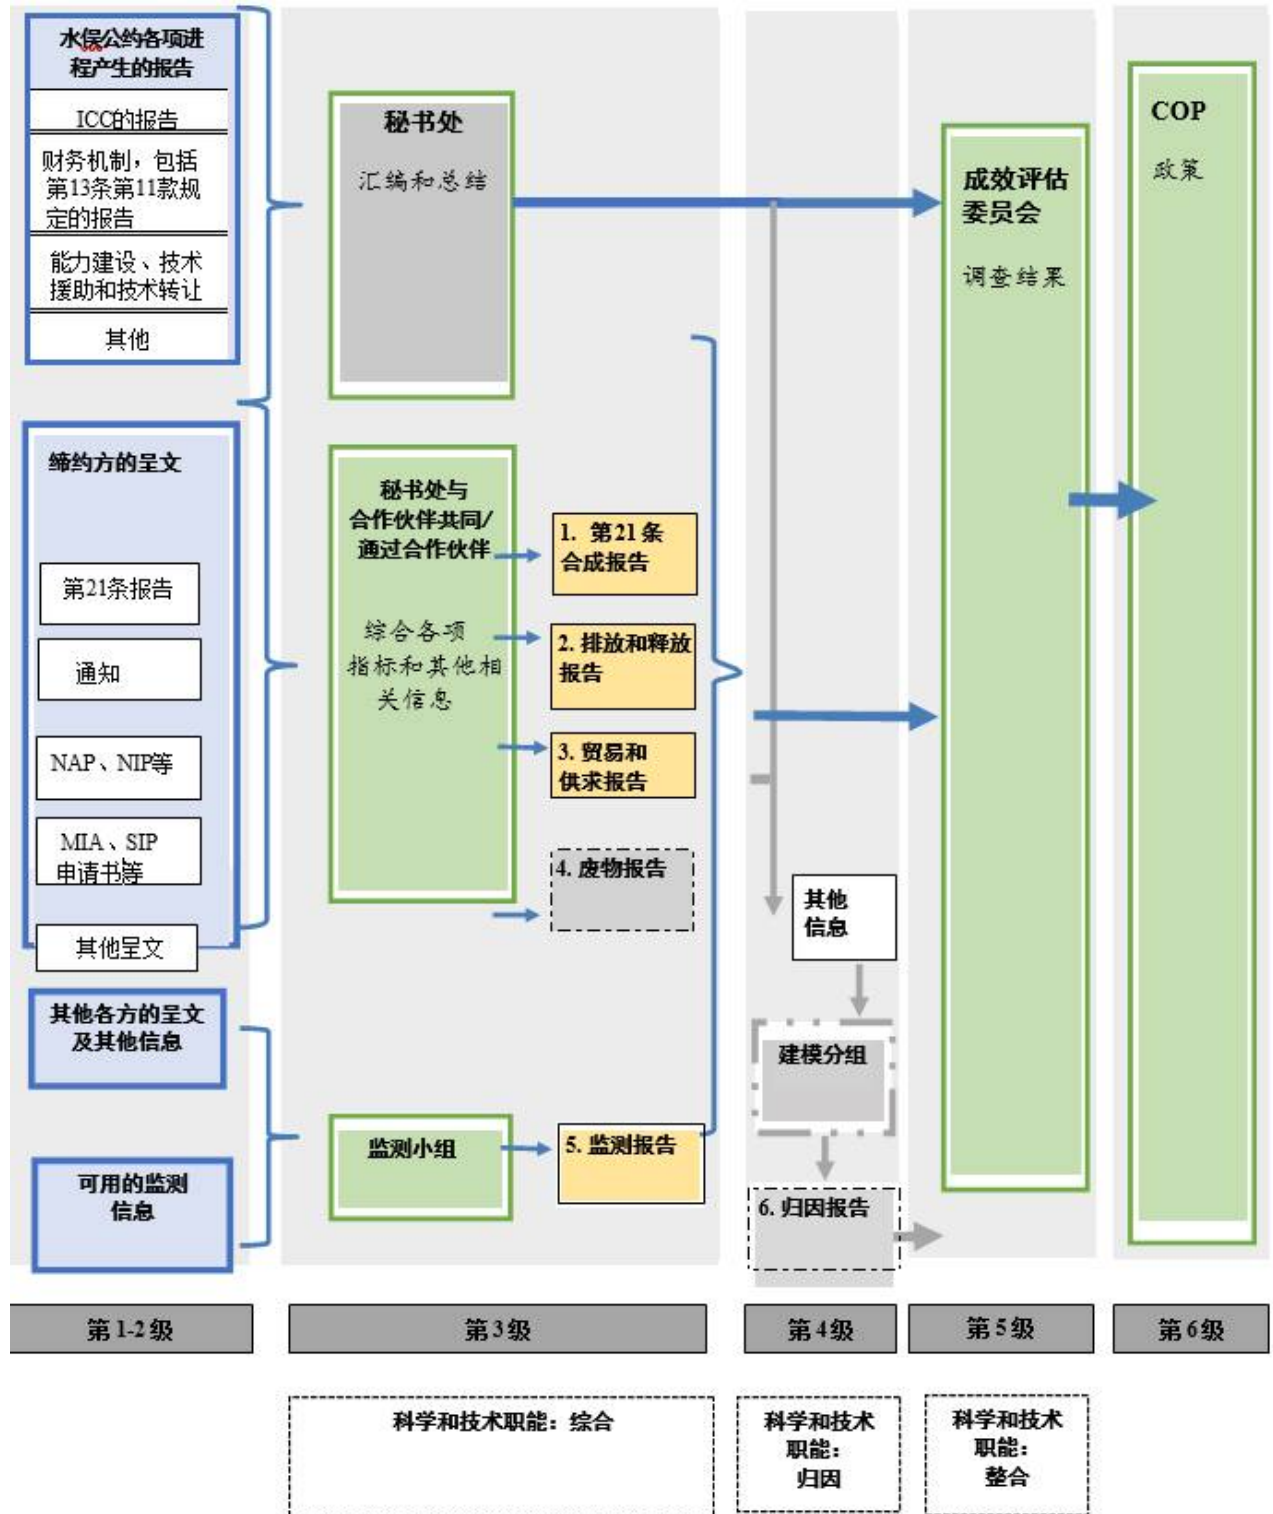 水俣公约各项进
程产生的报告
ICC的报告
财务机制，包括
第13条第11款规
定的报告
能力建设、技术
援助和技术转让
其他
缔约方的呈文
第21条报告
通知
NAP、NIP等
MIA、SIP
申请书等
其他呈文
其他各方的呈文
及其他信息
可用的监测
信息
第1-2级
秘书处
汇编和总结
秘书处与
合作伙伴共同/
通过合作伙伴
综合各项
指标和其他相
关信息
1. 第21条
合成报告
2. 排放和释放
报告
3. 贸易和
供求报告
4. 废物报告
监测小组
5. 监测报告
第3级
科学和技术职能：综合
其他
信息
建模分组
6. 归因报告
第4级
科学和技术
职能：
归因
成效评估
委员会
调查结果
第5级
科学和技术
职能：
整合
COP
政策
第6级